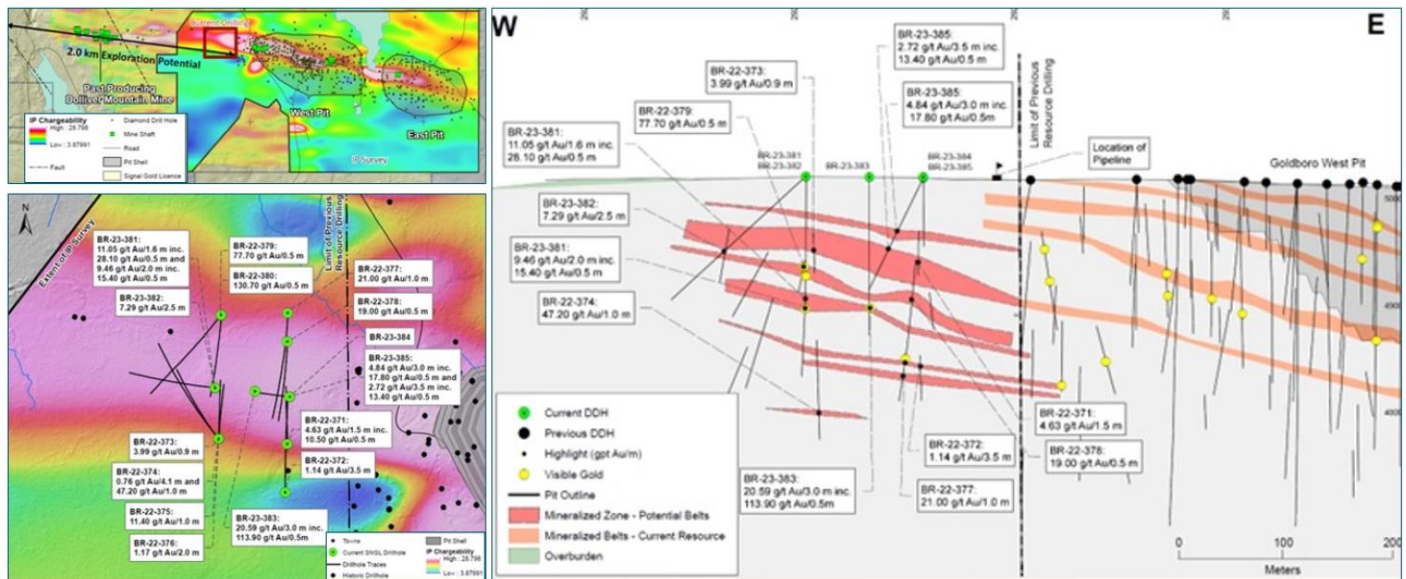 Current Drilling
2.0 km Exploration Potential
Past Producing
Dolliver Mountain Mine
West Pit
East Pit
IP Survey
IP Chargeability
High : 28.798
Low : 3.87991
Fault
Diamond Drill Hole
Mine Shaft
Road
Pit Shell
Signal Gold Licence
N
Extent of IP Survey
Limit of Previous
Resource Drilling
BR-23-381:
11.05 g/t Au/1.6 m inc.
28.10 g/t Au/0.5 m and
9.46 g/t Au/2.0 m inc.
15.40 g/t Au/0.5 m
BR-23-382:
7.29 g/t Au/2.5 m
BR-22-379:
77.70 g/t Au/0.5 m
BR-22-380:
130.70 g/t Au/0.5 m
BR-22-377:
21.00 g/t Au/1.0 m
BR-22-378:
19.00 g/t Au/0.5 m
BR-23-384
BR-23-385:
4.84 g/t Au/3.0 m inc.
17.80 g/t Au/0.5 m and
2.72 g/t Au/3.5 m inc.
13.40 g/t Au/0.5 m
BR-22-371:
4.63 g/t Au/1.5 m inc
10.50 g/t Au/0.5 m
BR-22-372:
1.14 g/t Au/3.5 m
BR-22-373:
3.99 g/t Au/0.9 m
BR-22-374:
0.76 g/t Au/4.1 m and
47.20 g/t Au/1.0 m
BR-22-375:
11.40 g/t Au/1.0 m
BR-22-376:
1.17 g/t Au/2.0 m
BR-23-383:
20.59 g/t Au/3.0 m inc.
113.90 g/t Au/0.5m
Towns
Current SNGL Drillhole
Drillhole Traces
Historic Drillhole
Pit Shell
IP Chargeability
High : 28.798
Low : 3.87991
W
E
BR-23-385:
2.72 g/t Au/3.5 m inc.
13.40 g/t Au/0.5 m
BR-22-373:
3.99 g/t Au/0.9 m
BR-23-385:
4.84 g/t Au/3.0 m inc.
17.80 g/t Au/0.5m
BR-22-379:
77.70 g/t Au/0.5 m
BR-23-381:
11.05 g/t Au/1.6 m inc.
28.10 g/t Au/0.5 m
Limit of Previous
Resource Drilling
Location of
Pipeline
Goldboro West Pit
BR-23-381
BR-23-382
BR-23-383
BR-23-384
BR-23-385
BR-23-382:
7.29 g/t Au/2.5 m
BR-23-381:
9.46 g/t Au/2.0 m inc.
15.40 g/t Au/0.5 m
BR-22-374:
47.20 g/t Au/1.0 m
BR-22-371:
4.63 g/t Au/1.5 m
BR-22-372:
1.14 g/t Au/3.5 m
BR-22-378:
19.00 g/t Au/0.5 m
BR-23-383:
20.59 g/t Au/3.0 m inc.
113.90 g/t Au/0.5m
BR-22-377:
21.00 g/t Au/1.0 m
Current DDH
Previous DDH
Highlight (gpt Au/m)
Visible Gold
Pit Outline
Mineralized Zone - Potential Belts
Mineralized Belts - Current Resource
Overburden
0
100
200
Meters